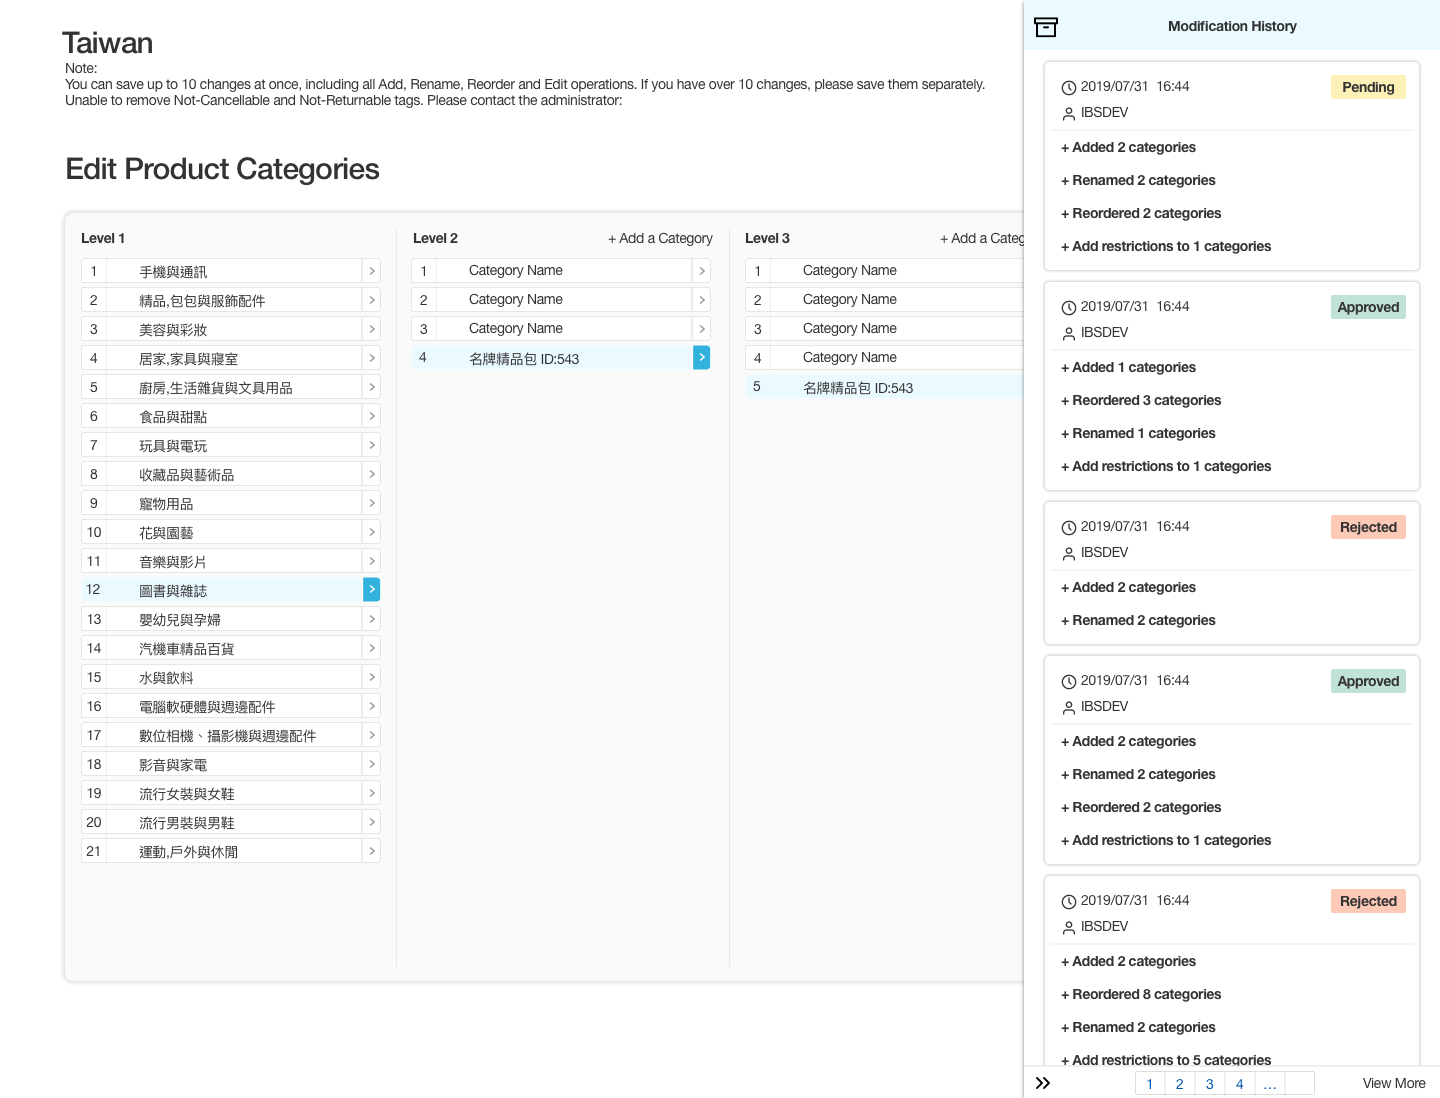 Taiwan
Note:
You can save up to 10 changes at once, including all Add, Rename, Reorder and Edit operations. If you have over 10 changes, please save them separately.
Unable to remove Not-Cancellable and Not-Returnable tags. Please contact the administrator:
Edit Product Categories
Level 1
1 手機與通訊
2 精品,包包與服飾配件
3 美容與彩妝
4 居家,家具與寢室
5 廚房,生活雜貨與文具用品
6 食品與甜點
7 玩具與電玩
8 收藏品與藝術品
9 寵物用品
10 花與園藝
11 音樂與影片
12 圖書與雜誌
13 嬰幼兒與孕婦
14 汽機車精品百貨
15 水與飲料
16 電腦軟硬體與週邊配件
17 數位相機、攝影機與週邊配件
18 影音與家電
19 流行女裝與女鞋
20 流行男裝與男鞋
21 運動,戶外與休閒
Level 2 + Add a Category
1 Category Name
2 Category Name
3 Category Name
4 名牌精品包 ID:543
Level 3 + Add a Categ
1 Category Name
2 Category Name
3 Category Name
4 Category Name
5 名牌精品包 ID:543
Modification History
2019/07/31 16:44 Pending
IBSDEV
+ Added 2 categories
+ Renamed 2 categories
+ Reordered 2 categories
+ Add restrictions to 1 categories
2019/07/31 16:44 Approved
IBSDEV
+ Added 1 categories
+ Reordered 3 categories
+ Renamed 1 categories
+ Add restrictions to 1 categories
2019/07/31 16:44 Rejected
IBSDEV
+ Added 2 categories
+ Renamed 2 categories
2019/07/31 16:44 Approved
IBSDEV
+ Added 2 categories
+ Renamed 2 categories
+ Reordered 2 categories
+ Add restrictions to 1 categories
2019/07/31 16:44 Rejected
IBSDEV
+ Added 2 categories
+ Reordered 8 categories
+ Renamed 2 categories
+ Add restrictions to 5 categories
1 2 3 4 ... View More